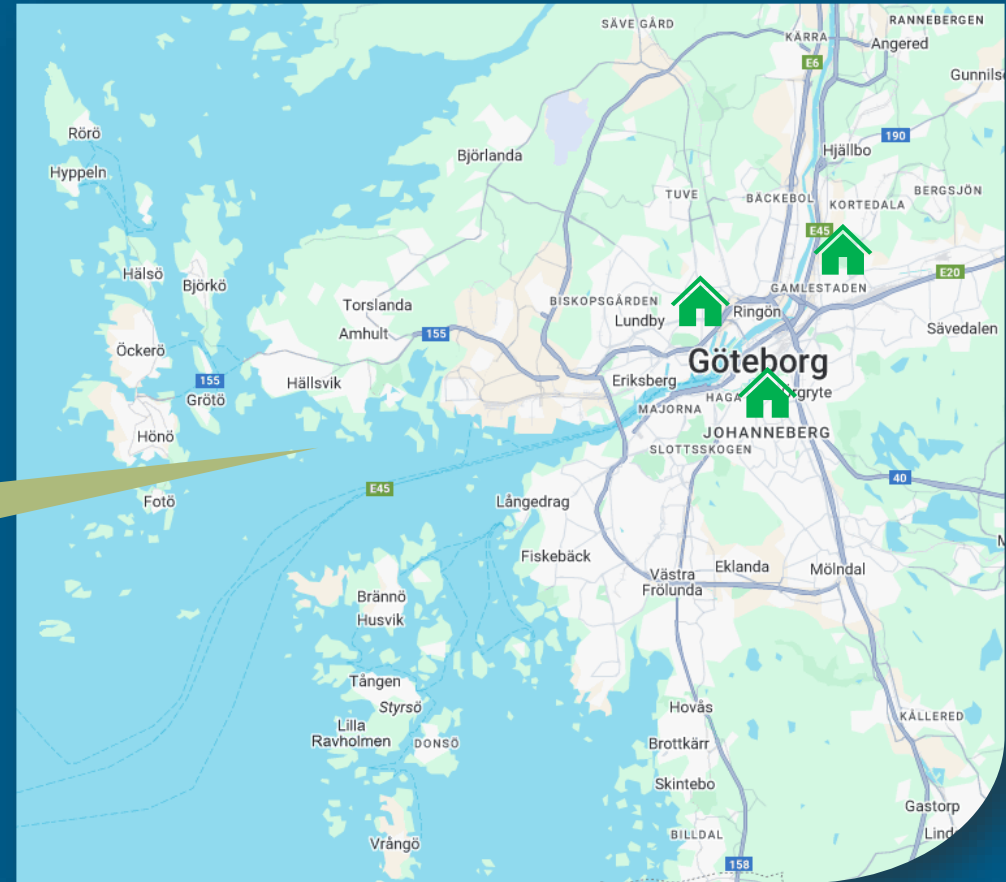 SÄVE GÅRD
RANNEBERGEN
KÄRRA
Angered
E6
Gunnilse
Rörö
190
Björlanda
Hjällbo
Hyppeln
TUVE
BÄCKEBOL
BERGSJÖN
KORTEDALA
E45
Hälsö
Björkö
E20
GAMLESTADEN
Torslanda
BISKOPSGÅRDEN
Lundby
Ringön
Amhult
155
Sävedalen
Öckerö
Göteborg
155
Hällsvik
Eriksberg
Grötö
HAGA
rgryte
MAJORNA
Hönö
JOHANNEBERG
SLOTTSSKOGEN
40
E45
Fotö
Långedrag
Fiskebäck
Eklanda
Mölndal
Västra
Frölunda
Brännö
Husvik
Tången
Styrsö
Hovås
Lilla
Ravholmen
DONSÖ
KÅLLERED
Brottkärr
Skintebo
Gastorp
BILLDAL
Lind
Vrångö
158